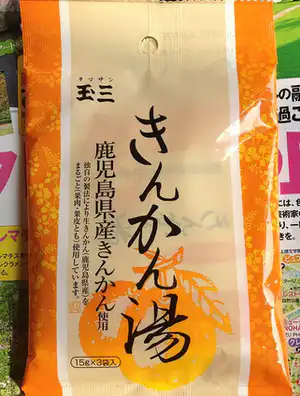 タマサン
玉三
きんかん湯
鹿児島県産きんかん使用
独自の製法により生きんかん(鹿児島県産)を
まるごと(果肉・果皮とも)使用しています。
15g×3袋入